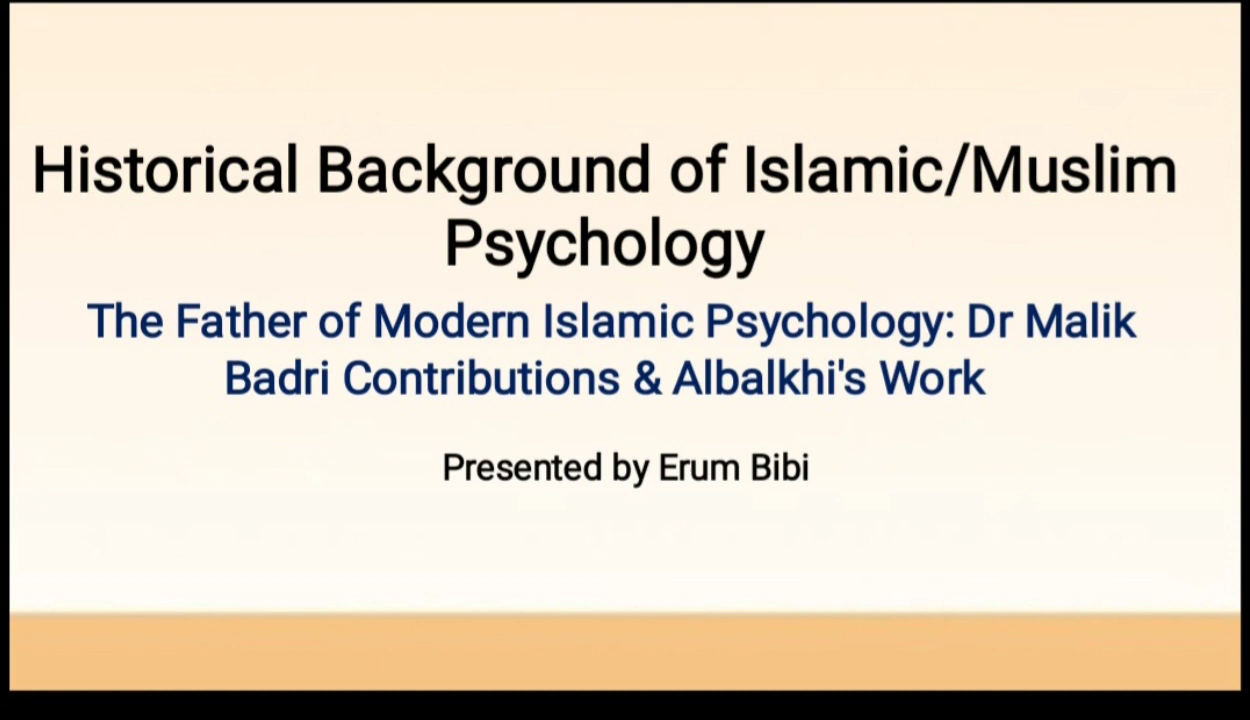 Historical Background of Islamic/Muslim
Psychology
The Father of Modern Islamic Psychology: Dr Malik
Badri Contributions & Albalkhi's Work
Presented by Erum Bibi